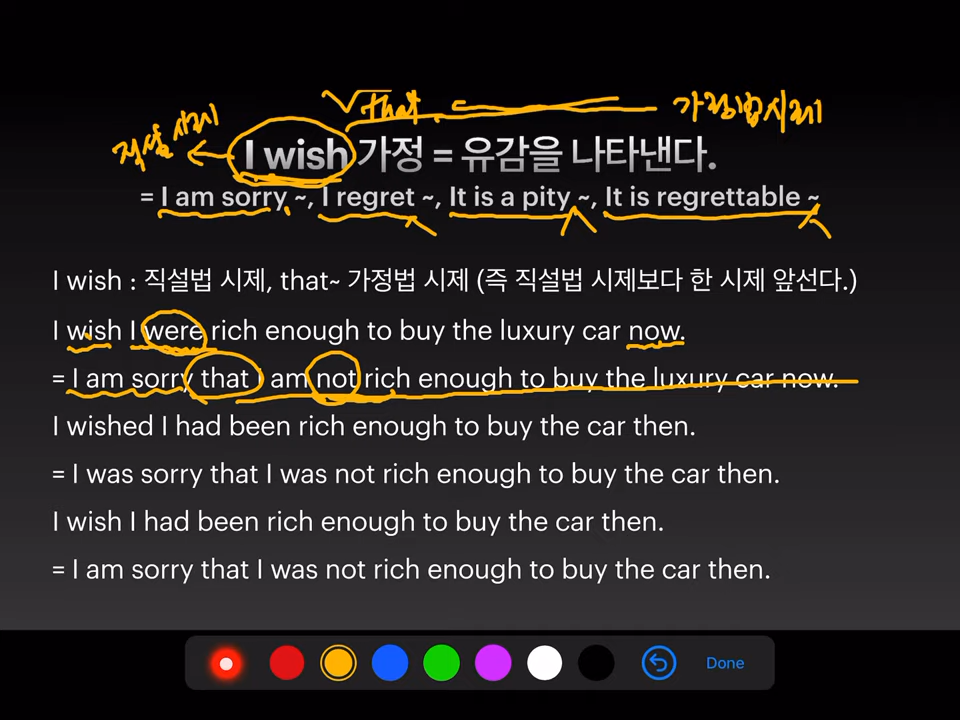 that. 가정법시제
직설 시제
I wish 가정 = 유감을 나타낸다.
= I am sorry ~, I regret ~, It is a pity ~, It is regrettable ~
I wish : 직설법 시제, that~ 가정법 시제 (즉 직설법 시제보다 한 시제 앞선다.)
I wish I were rich enough to buy the luxury car now.
= I am sorry that I am not rich enough to buy the luxury car now.
I wished I had been rich enough to buy the car then.
= I was sorry that I was not rich enough to buy the car then.
I wish I had been rich enough to buy the car then.
= I am sorry that I was not rich enough to buy the car then.
Done